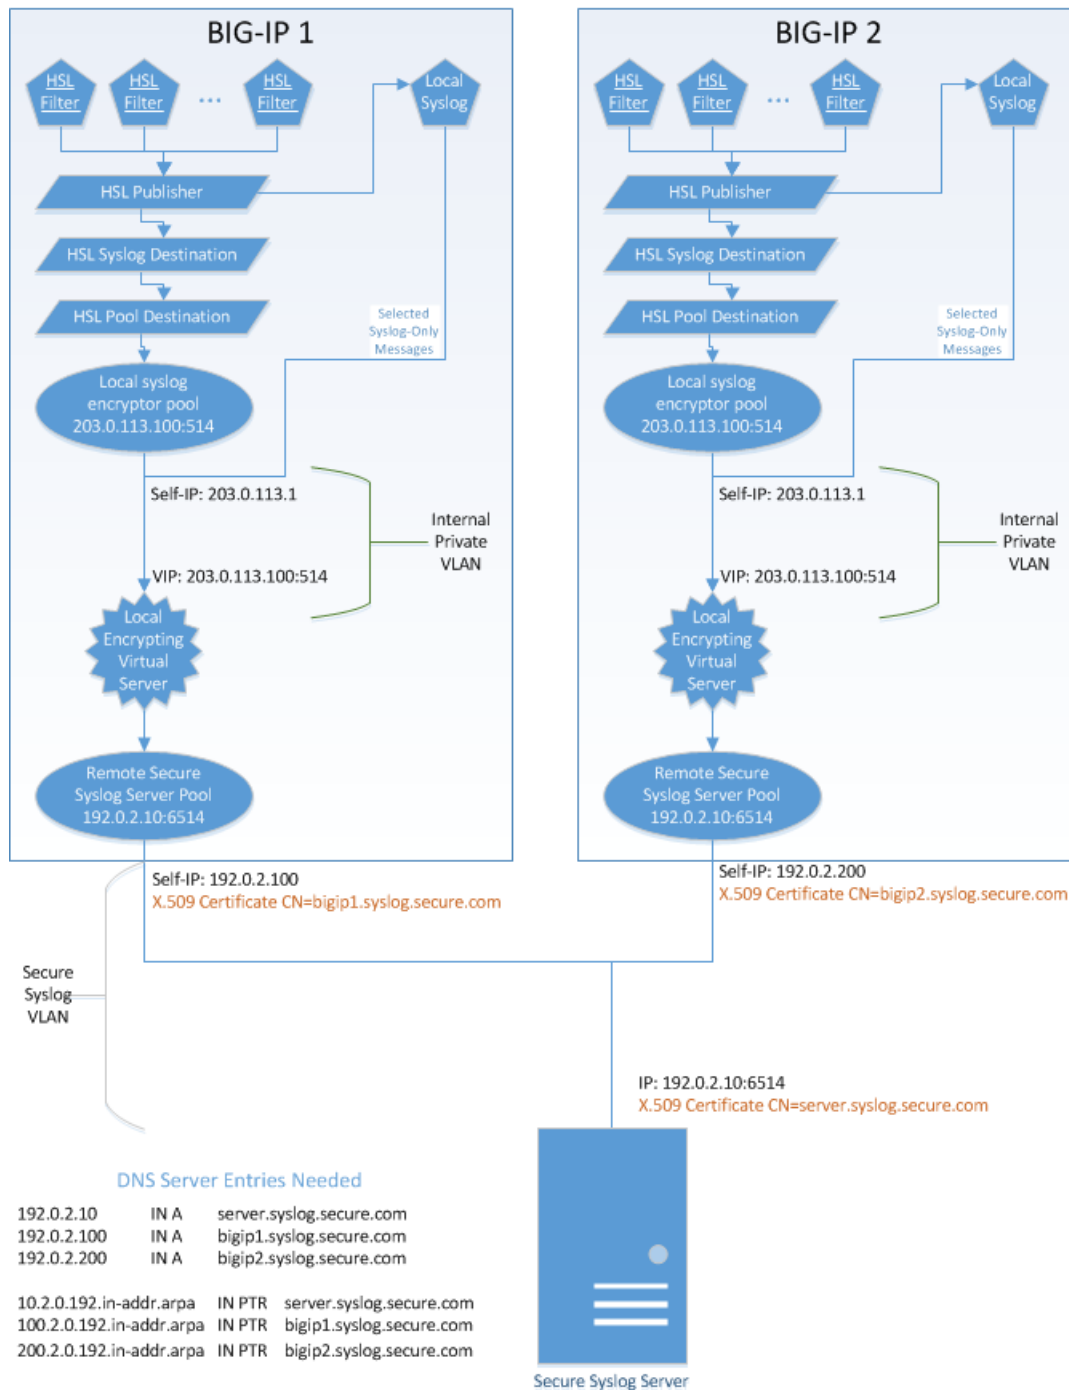 BIG-IP 1
HSL
Filter
HSL
Filter
...
HSL
Filter
Local
Syslog
HSL Publisher
HSL Syslog Destination
HSL Pool Destination
Selected
Syslog-Only
Messages
Local syslog
encryptor pool
203.0.113.100:514
Self-IP: 203.0.113.1
Internal
Private
VLAN
VIP: 203.0.113.100:514
Local
Encrypting
Virtual
Server
Remote Secure
Syslog Server Pool
192.0.2.10:6514
Self-IP: 192.0.2.100
X.509 Certificate CN=bigip1.syslog.secure.com
BIG-IP 2
HSL
Filter
HSL
Filter
...
HSL
Filter
Local
Syslog
HSL Publisher
HSL Syslog Destination
HSL Pool Destination
Selected
Syslog-Only
Messages
Local syslog
encryptor pool
203.0.113.100:514
Self-IP: 203.0.113.1
Internal
Private
VLAN
VIP: 203.0.113.100:514
Local
Encrypting
Virtual
Server
Remote Secure
Syslog Server Pool
192.0.2.10:6514
Self-IP: 192.0.2.200
X.509 Certificate CN=bigip2.syslog.secure.com
Secure
Syslog
VLAN
IP: 192.0.2.10:6514
X.509 Certificate CN=server.syslog.secure.com
DNS Server Entries Needed
192.0.2.10 IN A server.syslog.secure.com
192.0.2.100 IN A bigip1.syslog.secure.com
192.0.2.200 IN A bigip2.syslog.secure.com
10.2.0.192.in-addr.arpa IN PTR server.syslog.secure.com
100.2.0.192.in-addr.arpa IN PTR bigip1.syslog.secure.com
200.2.0.192.in-addr.arpa IN PTR bigip2.syslog.secure.com
Secure Syslog Server